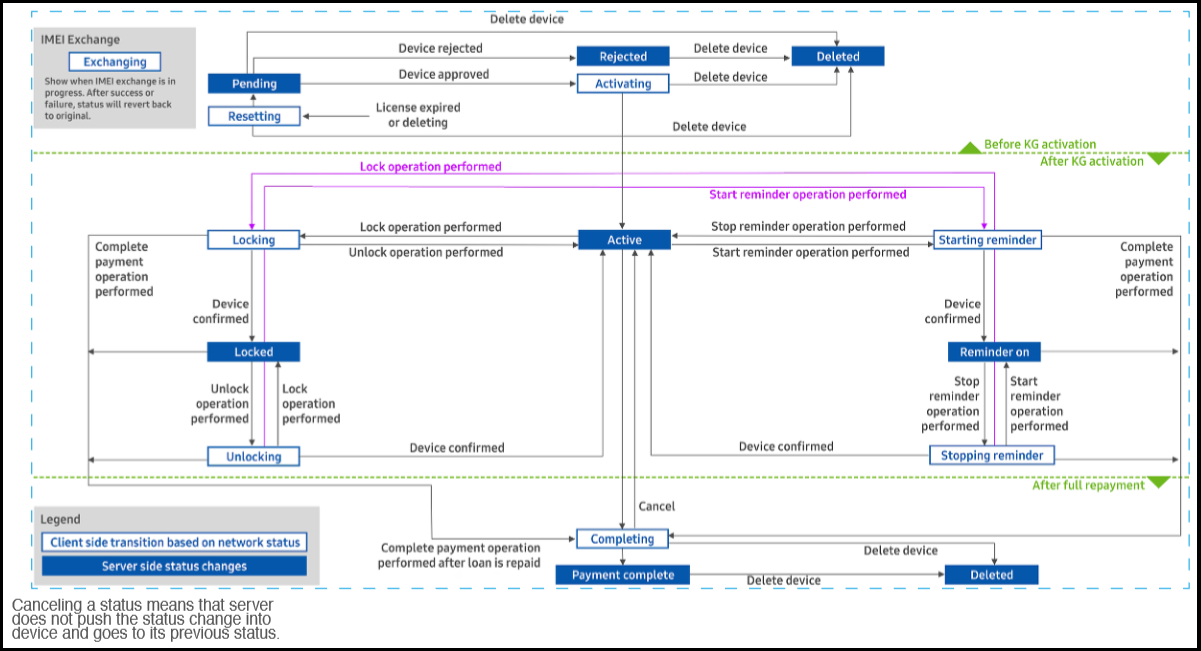 Delete device
IMEI Exchange
Exchanging
Show when IMEI exchange is in
progress. After success or
failure, status will revert back
to original.
Device rejected
Rejected
Delete device
Deleted
Pending
Device approved
Activating
Delete device
Resetting
License expired
or deleting
Delete device
Before KG activation
After KG activation
Lock operation performed
Start reminder operation performed
Lock operation performed
Stop reminder operation performed
Locking
Active
Starting reminder
Unlock operation performed
Start reminder operation performed
Complete
payment
operation
performed
Complete
payment
operation
performed
Device
confirmed
Device
confirmed
Locked
Reminder on
Unlock
operation
performed
Lock
operation
performed
Stop
reminder
operation
performed
Start
reminder
operation
performed
Unlocking
Device confirmed
Device confirmed
Stopping reminder
After full repayment
Cancel
Legend
Client side transition based on network status
Server side status changes
Complete payment operation
performed after loan is repaid
Completing
Delete device
Payment complete
Delete device
Deleted
Canceling a status means that server
does not push the status change into
device and goes to its previous status.